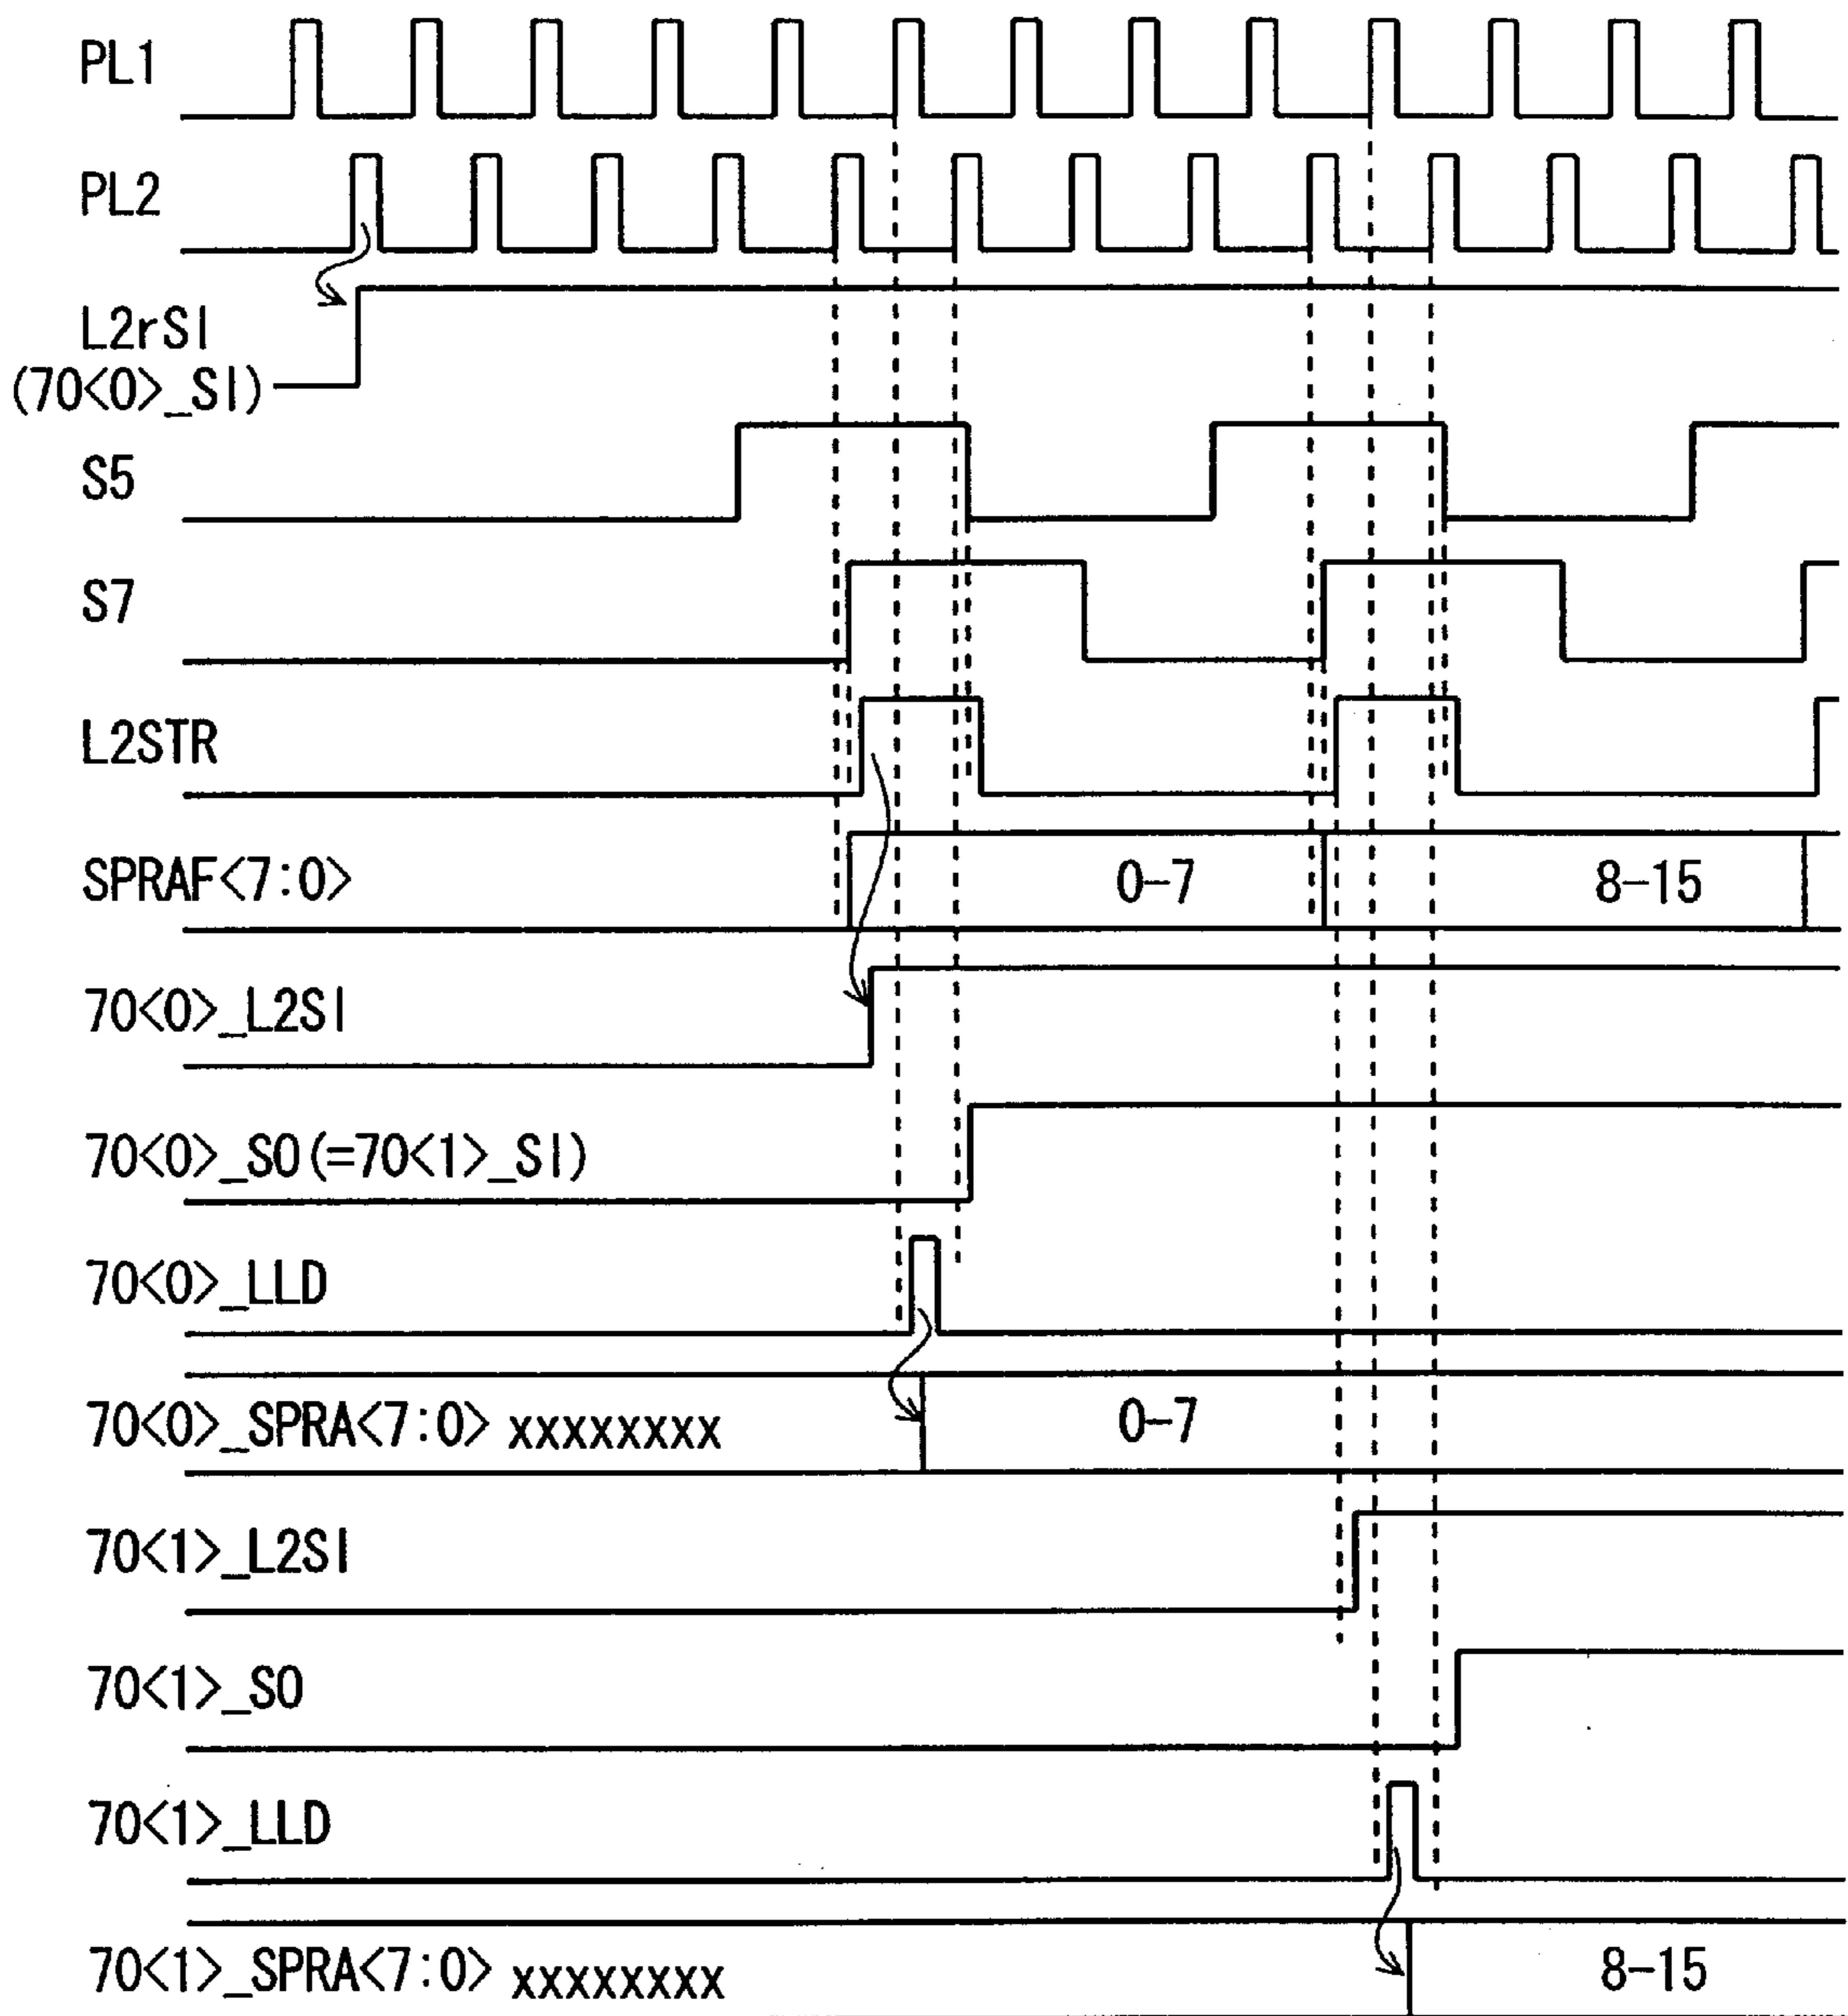 PL1
PL2
L2rSI
(70<0>_SI)
S5
S7
L2STR
SPRAF<7:0> 0-7 8-15
70<0>_L2SI
70<0>_SO(=70<1>_SI)
70<0>_LLD
70<0>_SPRA<7:0> xxxxxxxx 0-7
70<1>_L2SI
70<1>_SO
70<1>_LLD
70<1>_SPRA<7:0> xxxxxxxx 8-15